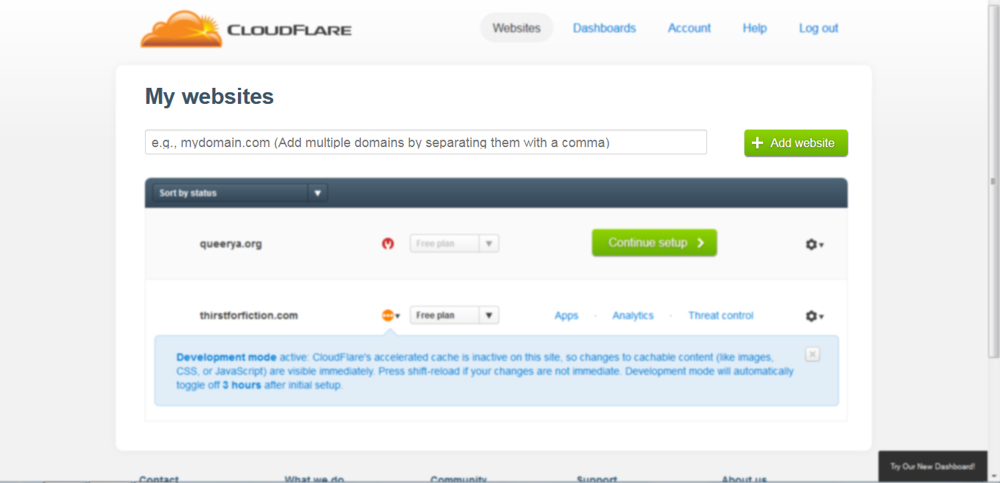 CLOUDFLARE
Websites
Dashboards
Account
Help
Log out
My websites
e.g., mydomain.com (Add multiple domains by separating them with a comma)
Add website
Sort by status
queerya.org
Free plan
Continue setup
thirstforfiction.com
Free plan
Apps
Analytics
Threat control
Development mode active: CloudFlare's accelerated cache is inactive on this site, so changes to cachable content (like images,
CSS, or JavaScript) are visible immediately. Press shift-reload if your changes are not immediate. Development mode will automatically
toggle off 3 hours after initial setup.
Try Our New Dashboard!
Contact
What we do
Community
Support
About us